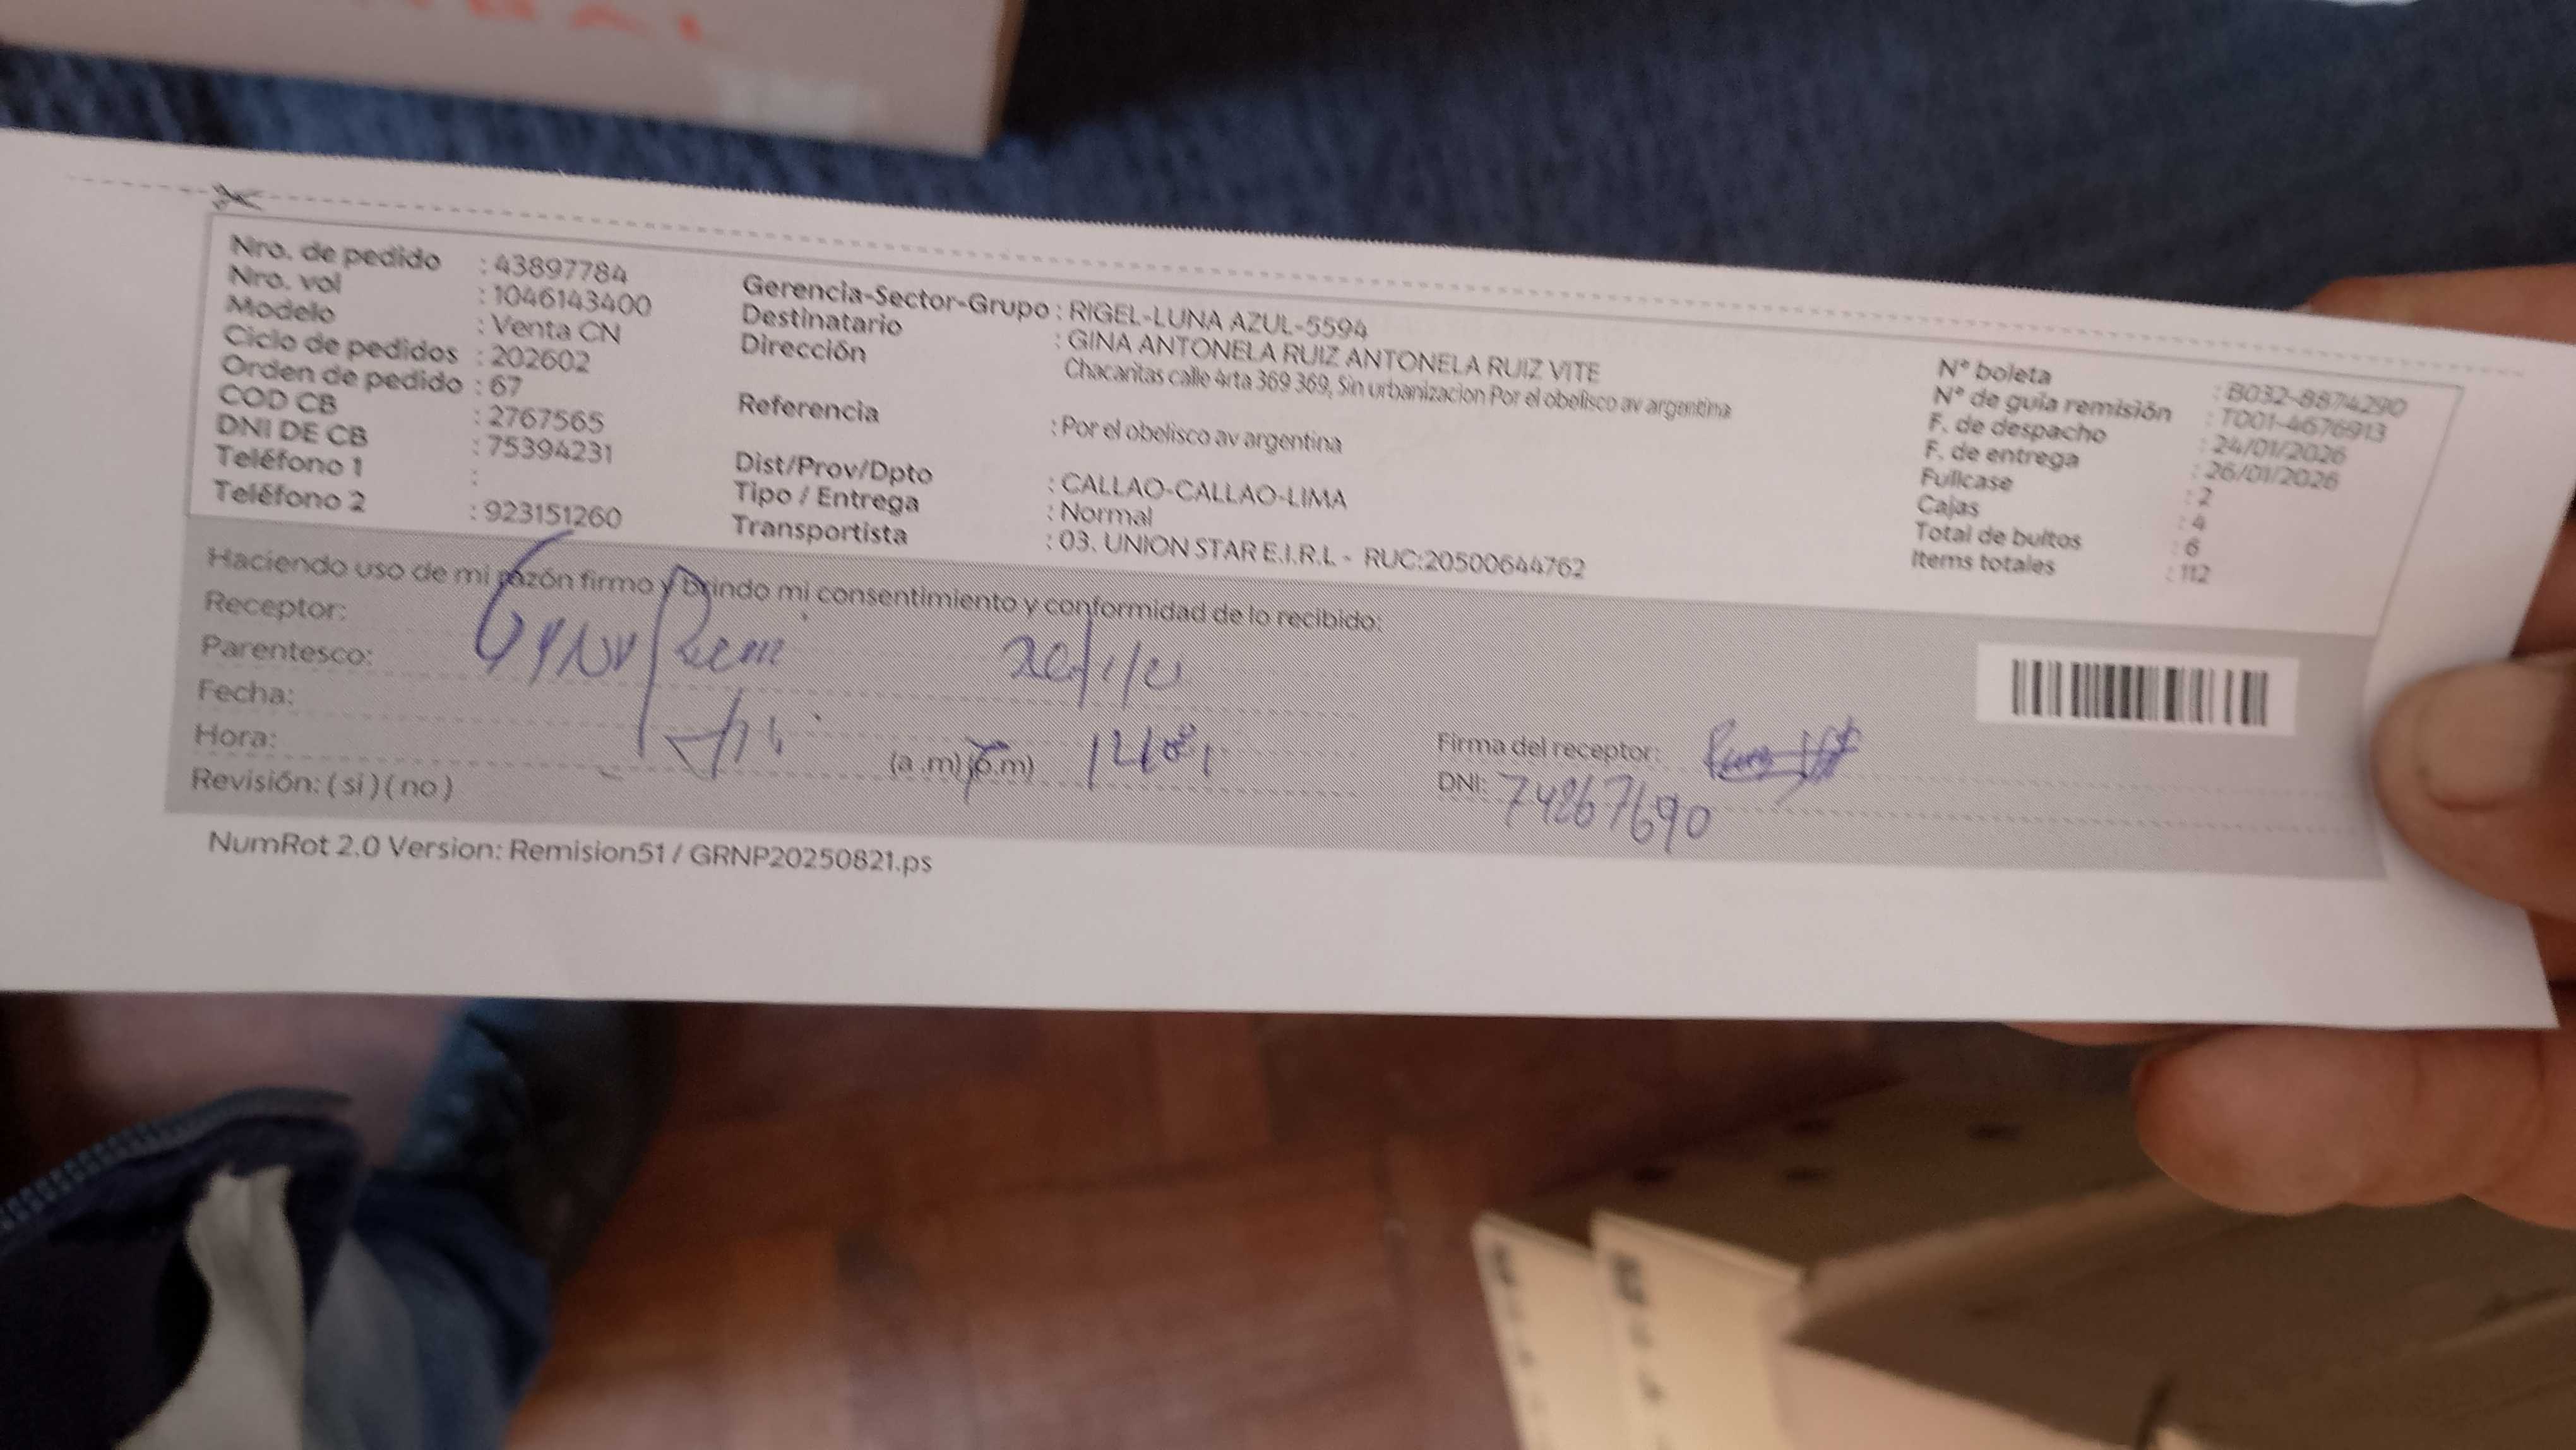 Nro. de pedido : 43897784
Nro. vol : 1046143400
Modelo : Venta CN
Ciclo de pedidos : 202602
Orden de pedido : 67
COD CB : 2767565
DNI DE CB : 75394231
Teléfono 1 :
Teléfono 2 : 923151260
Gerencia-Sector-Grupo : RIGEL-LUNA AZUL-5594
Destinatario : GINA ANTONELA RUIZ ANTONELA RUIZ VITE
Dirección Chacaritas calle 4rta 369 369, Sin urbanizacion Por el obelisco av argentina
Referencia : Por el obelisco av argentina
Dist/Prov/Dpto : CALLAO-CALLAO-LIMA
Tipo / Entrega : Normal
Transportista : 03. UNION STAR E.I.R.L - RUC:20500644762
N° boleta : B032-8874290
N° de guía remisión : T001-4676913
F. de despacho : 24/01/2026
F. de entrega : 26/01/2026
Fullcase : 2
Cajas : 4
Total de bultos : 6
Items totales : 112
Haciendo uso de mi razón firmo y brindo mi consentimiento y conformidad de lo recibido:
Receptor:
Parentesco:
Fecha:
Hora: (a .m) (p.m)
Revisión: ( si ) ( no )
Firma del receptor:
DNI: 74867690
NumRot 2.0 Version: Remision51 / GRNP20250821.ps